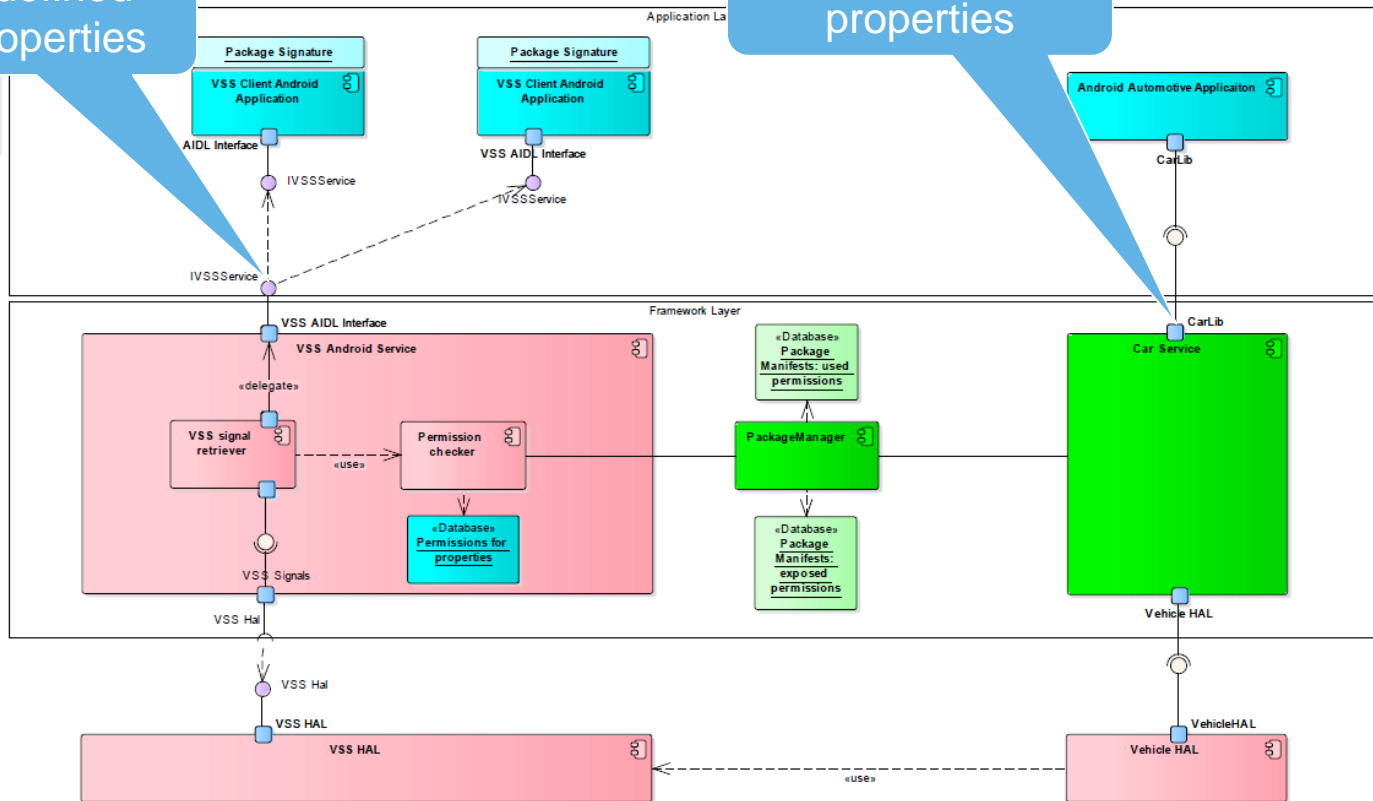 operties
properties
Application La
Package Signature
VSS Client Android
Application
AIDL Interface
IVSSService
Package Signature
VSS Client Android
Application
VSS AIDL Interface
IVSSService
Android Automotive Applicaiton
CarLib
IVSSService
Framework Layer
VSS AIDL Interface
VSS Android Service
«delegate»
VSS signal
retriever
«use»
Permission
checker
«Database»
Permissions for
properties
VSS Signals
VSS Hal
«Database»
Package
Manifests: used
permissions
PackageManager
«Database»
Package
Manifests:
exposed
permissions
CarLib
Car Service
Vehicle HAL
VSS Hal
VSS HAL
VSS HAL
«use»
VehicleHAL
Vehicle HAL